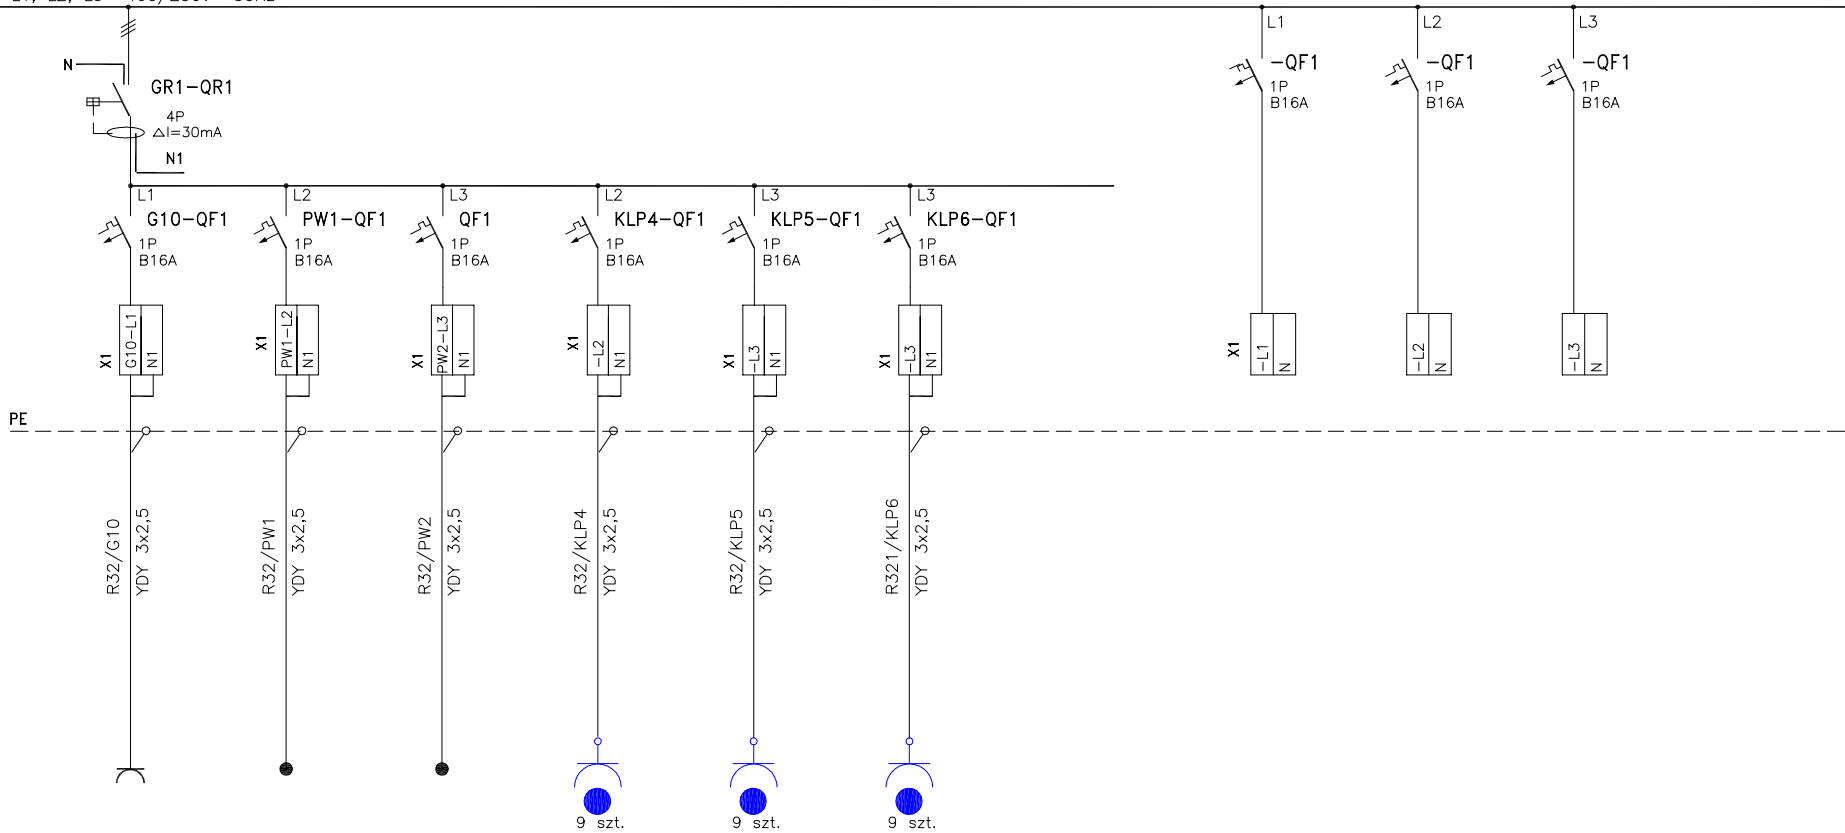 L1 L2 L3
N
GR1-QR1
4P
△I=30mA
N1
-QF1 -QF1 -QF1
1P 1P 1P
B16A B16A B16A
L1 L2 L3 L2 L3 L3
G10-QF1 PW1-QF1 QF1 KLP4-QF1 KLP5-QF1 KLP6-QF1
1P 1P 1P 1P 1P 1P
B16A B16A B16A B16A B16A B16A
X1 G10-L1 N1
X1 PW1-L2 N1
X1 PW2-L3 N1
X1 -L2 N1
X1 -L3 N1
X1 -L3 N1
X1 -L1 N
-L2 N
-L3 N
PE
R32/G10
YDY 3x2,5
R32/PW1
YDY 3x2,5
R32/PW2
YDY 3x2,5
R32/KLP4
YDY 3x2,5
R32/KLP5
YDY 3x2,5
R321/KLP6
YDY 3x2,5
9 szt. 9 szt. 9 szt.